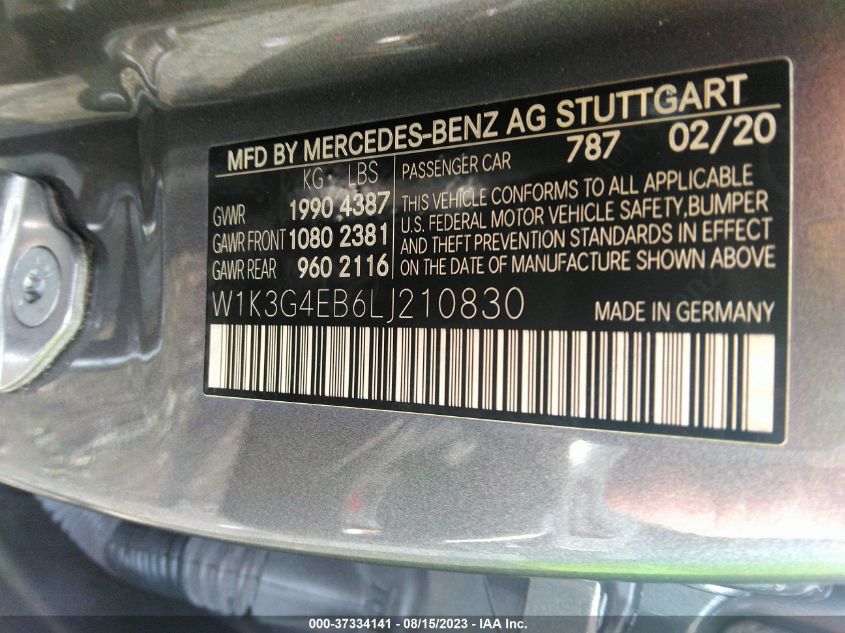 MFD BY MERCEDES-BENZ AG STUTTGART
KG LBS PASSENGER CAR 787 02/20
GVWR 1990 4387
GAWR FRONT 1080 2381
GAWR REAR 960 2116
THIS VEHICLE CONFORMS TO ALL APPLICABLE
U.S. FEDERAL MOTOR VEHICLE SAFETY,BUMPER
AND THEFT PREVENTION STANDARDS IN EFFECT
ON THE DATE OF MANUFACTURE SHOWN ABOVE
W1K3G4EB6LJ210830 MADE IN GERMANY
000-37334141 - 08/15/2023 - IAA Inc.